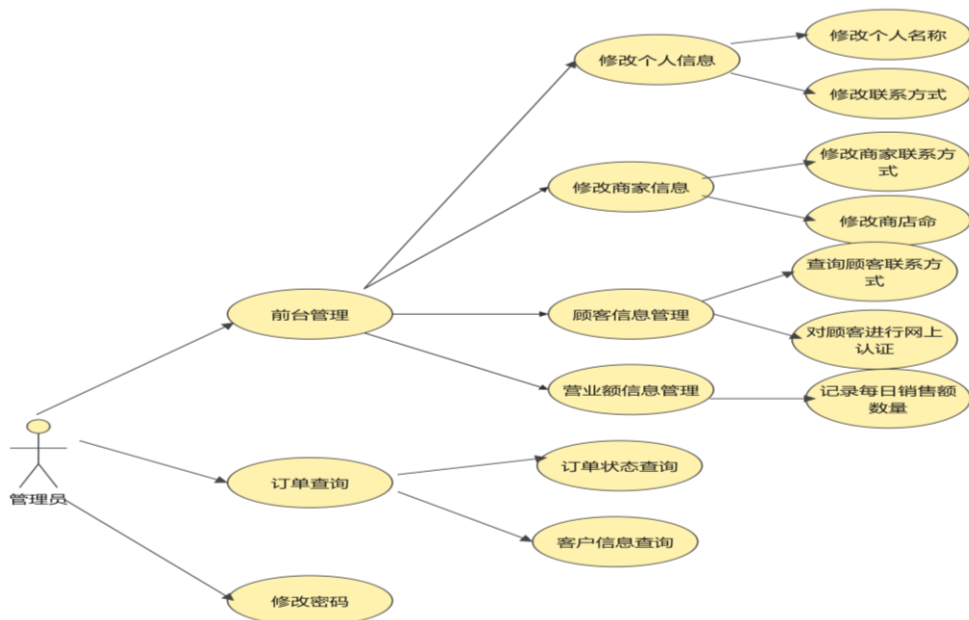 修改个人名称
修改个人信息
修改联系方式
修改商家联系方
式
修改商家信息
修改商店命
查询顾客联系方
式
前台管理
顾客信息管理
对顾客进行网上
认证
营业额信息管理
记录每日销售额
数量
订单状态查询
订单查询
管理员
客户信息查询
修改密码